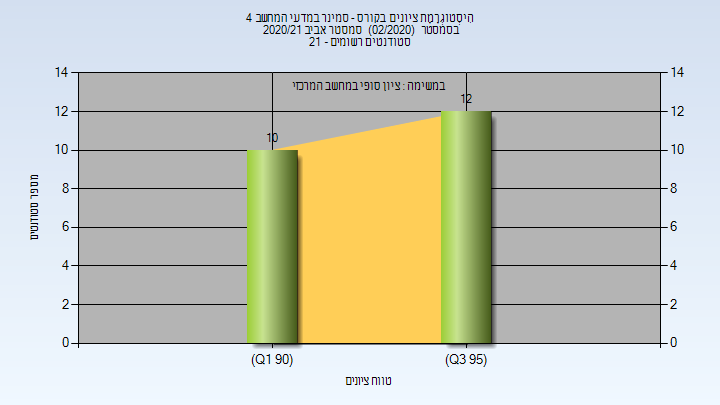 היסטוגרמת ציונים בקורס - סמינר במדעי המחשב 4
בסמסטר (02/2020) סמסטר אביב 2020/21
סטודנטים רשומים - 21
במשימה : ציון סופי במחשב המרכזי
14 14
12 12
12
10 10
10
8 8
6 6
4 4
2 2
0 0
מספר סטודנטים
(Q1 90) (Q3 95)
טווח ציונים